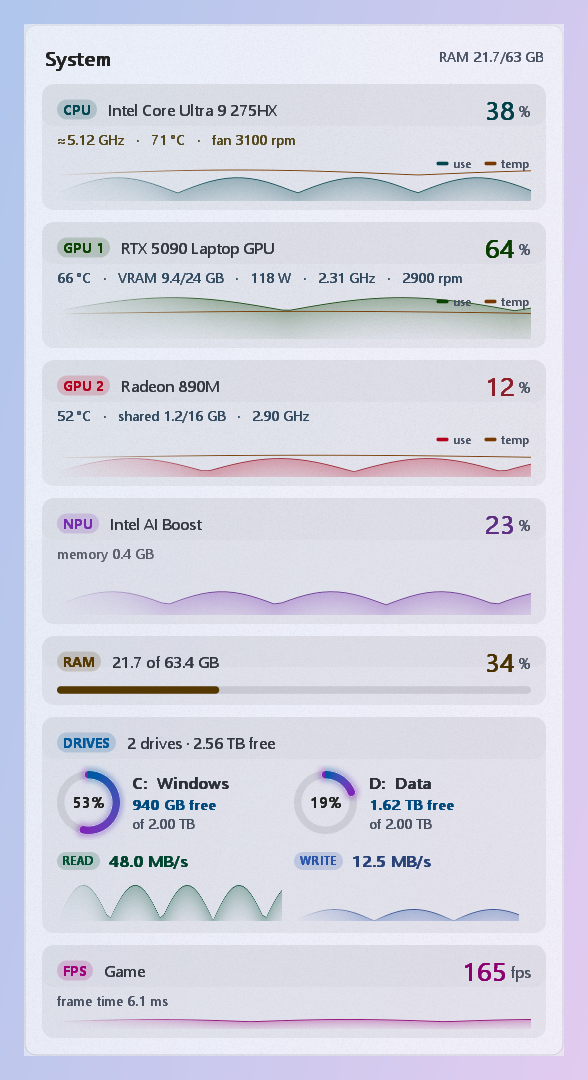 System
RAM 21.7/63 GB
CPU Intel Core Ultra 9 275HX 38 %
≈5.12 GHz · 71 °C · fan 3100 rpm
use temp
GPU 1 RTX 5090 Laptop GPU 64 %
66 °C · VRAM 9.4/24 GB · 118 W · 2.31 GHz · 2900 rpm
use temp
GPU 2 Radeon 890M 12 %
52 °C · shared 1.2/16 GB · 2.90 GHz
use temp
NPU Intel AI Boost 23 %
memory 0.4 GB
RAM 21.7 of 63.4 GB 34 %
DRIVES 2 drives · 2.56 TB free
53% C: Windows
940 GB free
of 2.00 TB
19% D: Data
1.62 TB free
of 2.00 TB
READ 48.0 MB/s
WRITE 12.5 MB/s
FPS Game 165 fps
frame time 6.1 ms